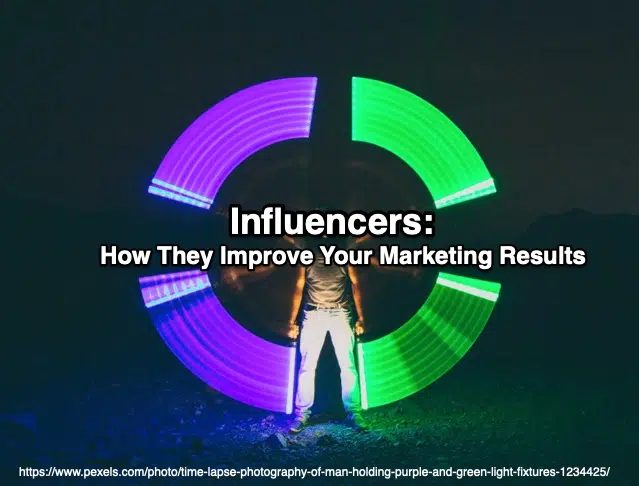 Influencers:
How They Improve Your Marketing Results
https://www.pexels.com/photo/time-lapse-photography-of-man-holding-purple-and-green-light-fixtures-1234425/